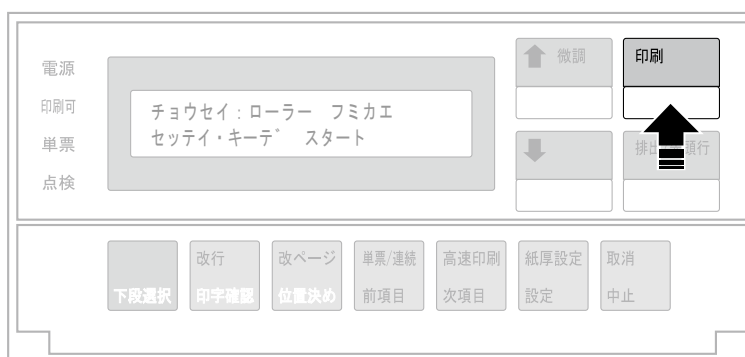 電源
印刷可
単票
点検
チョウセイ：ローラー　フミカエ
セッテイ・キーデ゛　スタート
微調
印刷
排出/
頭行
下段選択
改行
印字確認
改ページ
位置決め
単票/連続
前項目
高速印刷
次項目
紙厚設定
設定
取消
中止